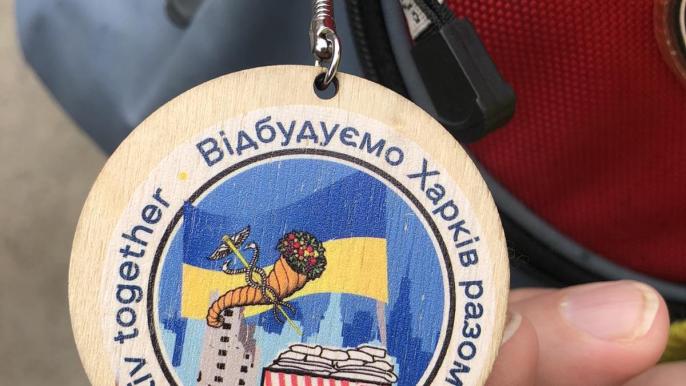 Відбудуємо Харків разом
together